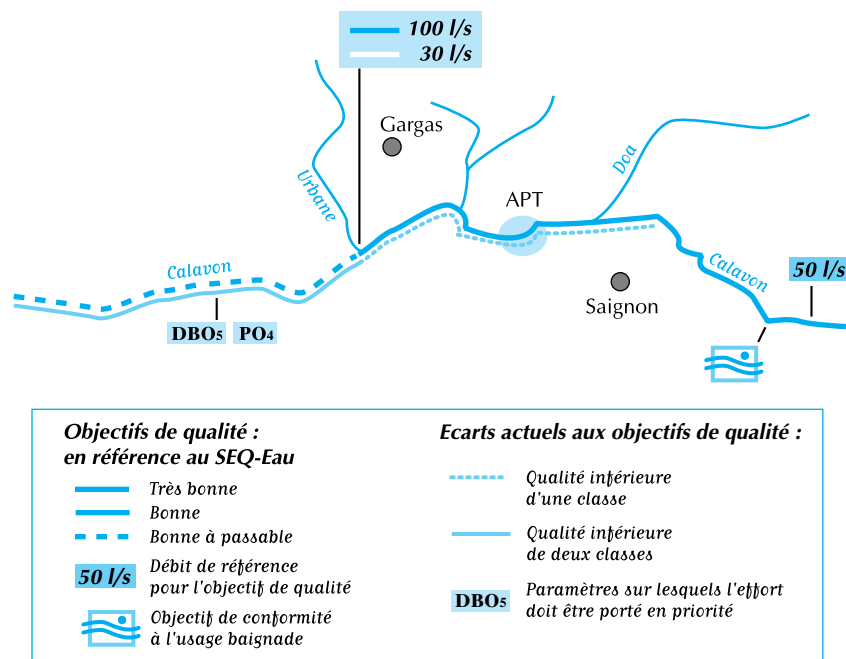 100 l/s
30 l/s
Gargas
Urbane
APT
Doa
Calavon
Calavon
50 l/s
Saignon
DBO5 PO4
Objectifs de qualité :
en référence au SEQ-Eau
Très bonne
Bonne
Bonne à passable
50 l/s
Débit de référence
pour l'objectif de qualité
Objectif de conformité
à l'usage baignade
Ecarts actuels aux objectifs de qualité :
Qualité inférieure
d'une classe
Qualité inférieure
de deux classes
DBO5
Paramètres sur lesquels l'effort
doit être porté en priorité